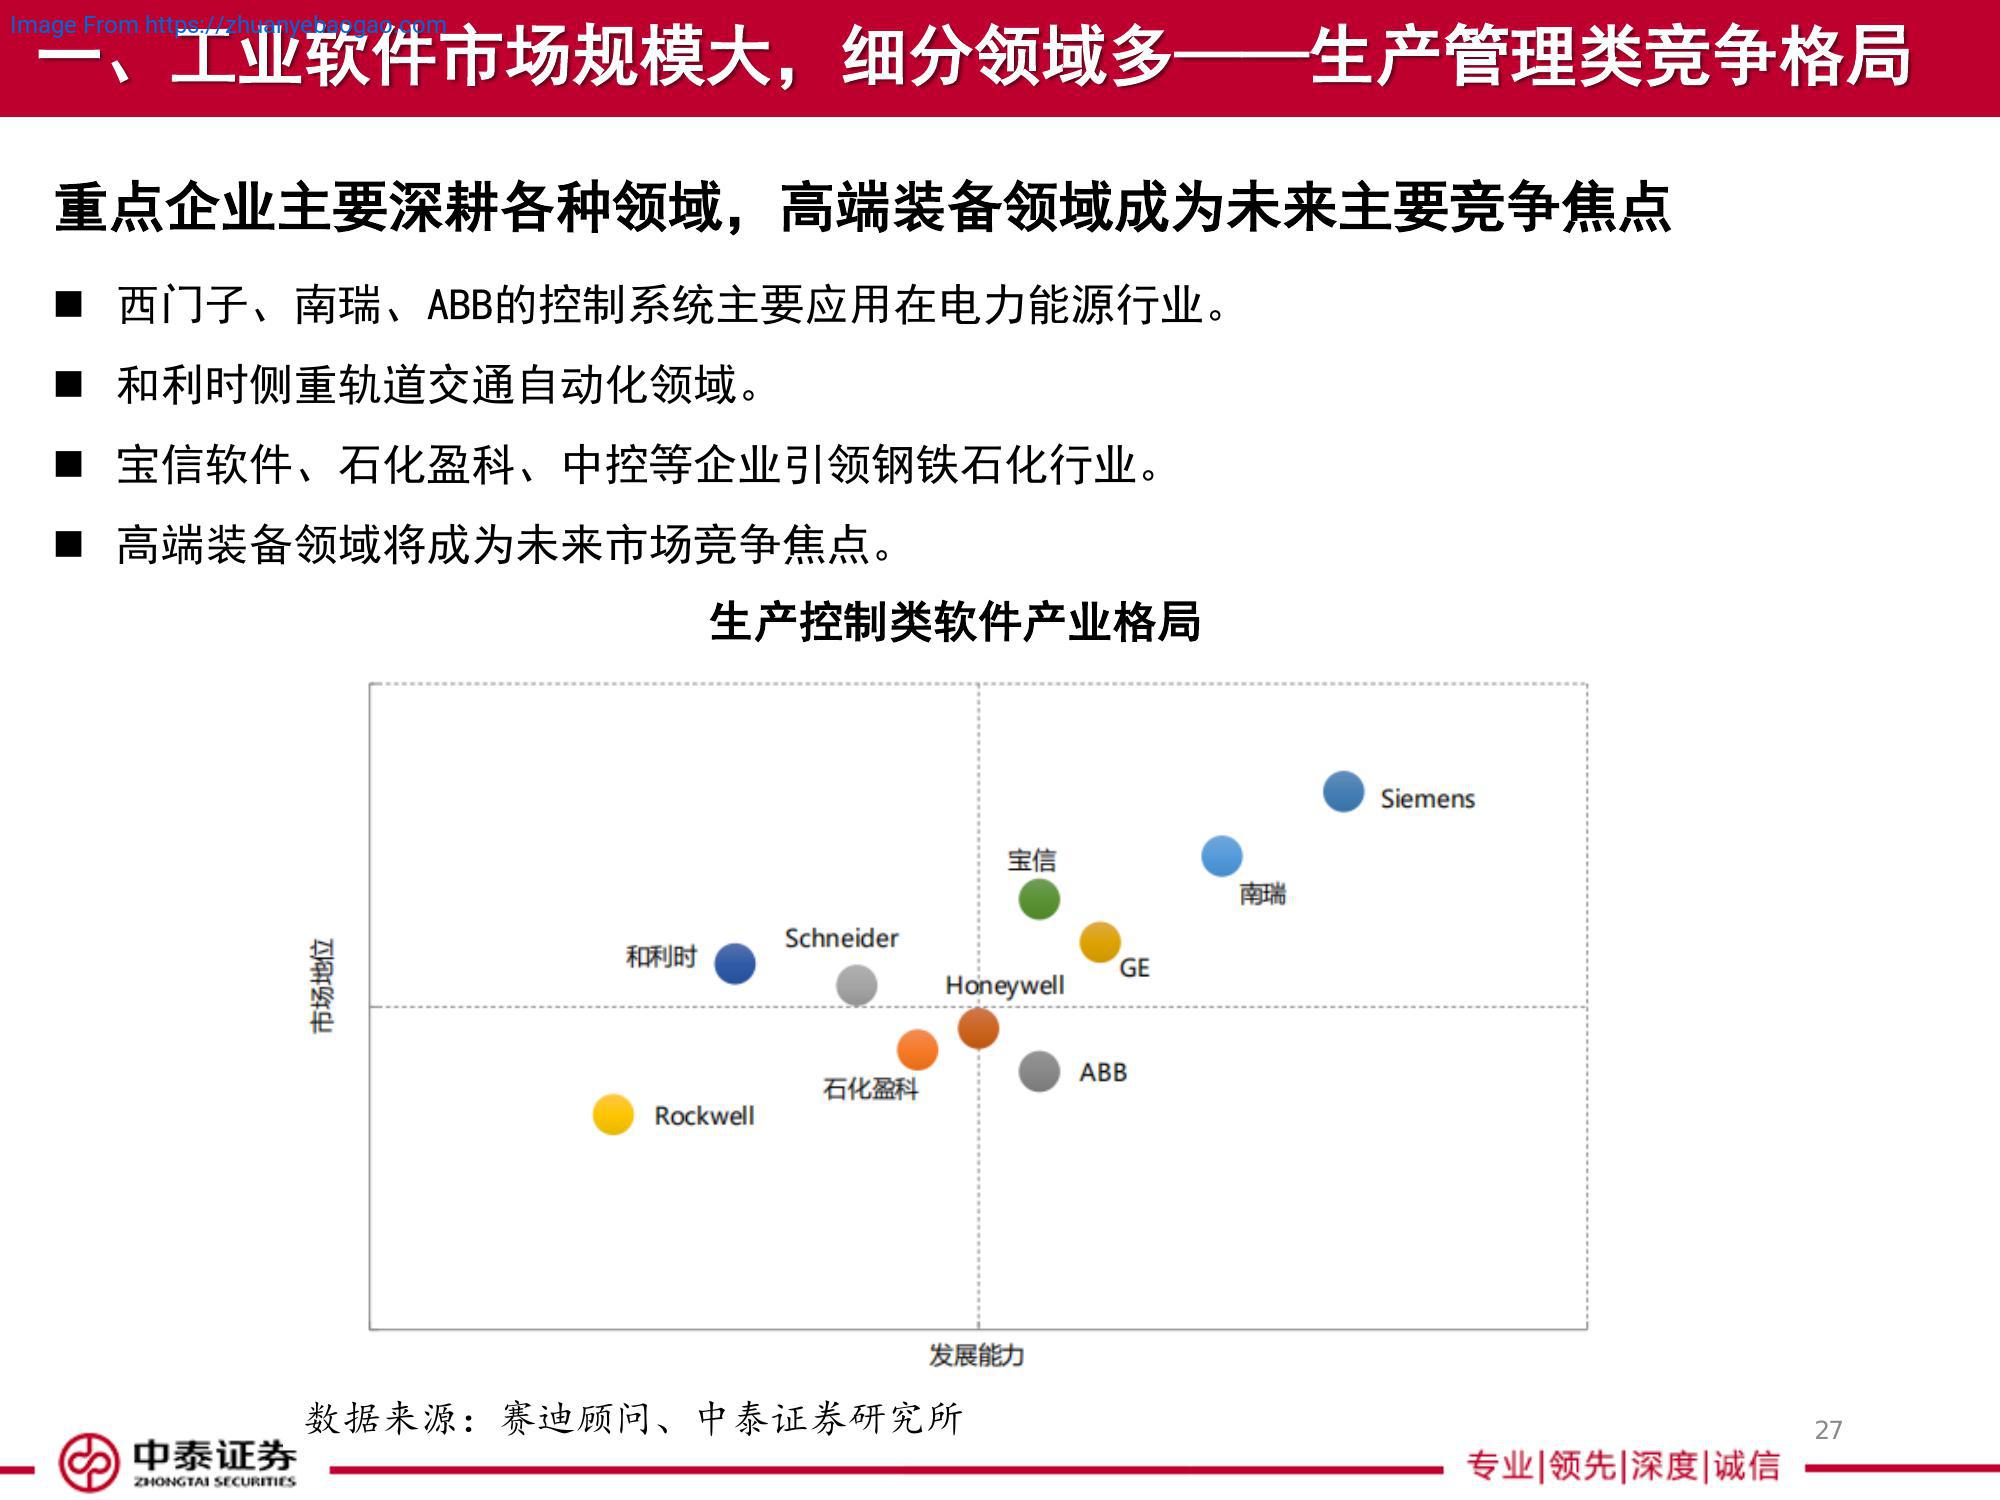 Image From https://zhuanyebaogao.com
一、工业软件市场规模大，细分领域多——生产管理类竞争格局
重点企业主要深耕各种领域，高端装备领域成为未来主要竞争焦点
■ 西门子、南瑞、ABB的控制系统主要应用在电力能源行业。
■ 和利时侧重轨道交通自动化领域。
■ 宝信软件、石化盈科、中控等企业引领钢铁石化行业。
■ 高端装备领域将成为未来市场竞争焦点。
生产控制类软件产业格局
Siemens
宝信
南瑞
Schneider
和利时
GE
Honeywell
市场地位
ABB
石化盈科
Rockwell
发展能力
数据来源：赛迪顾问、中泰证券研究所
27
中泰证券
ZHONGTAI SECURITIES
专业|领先|深度|诚信